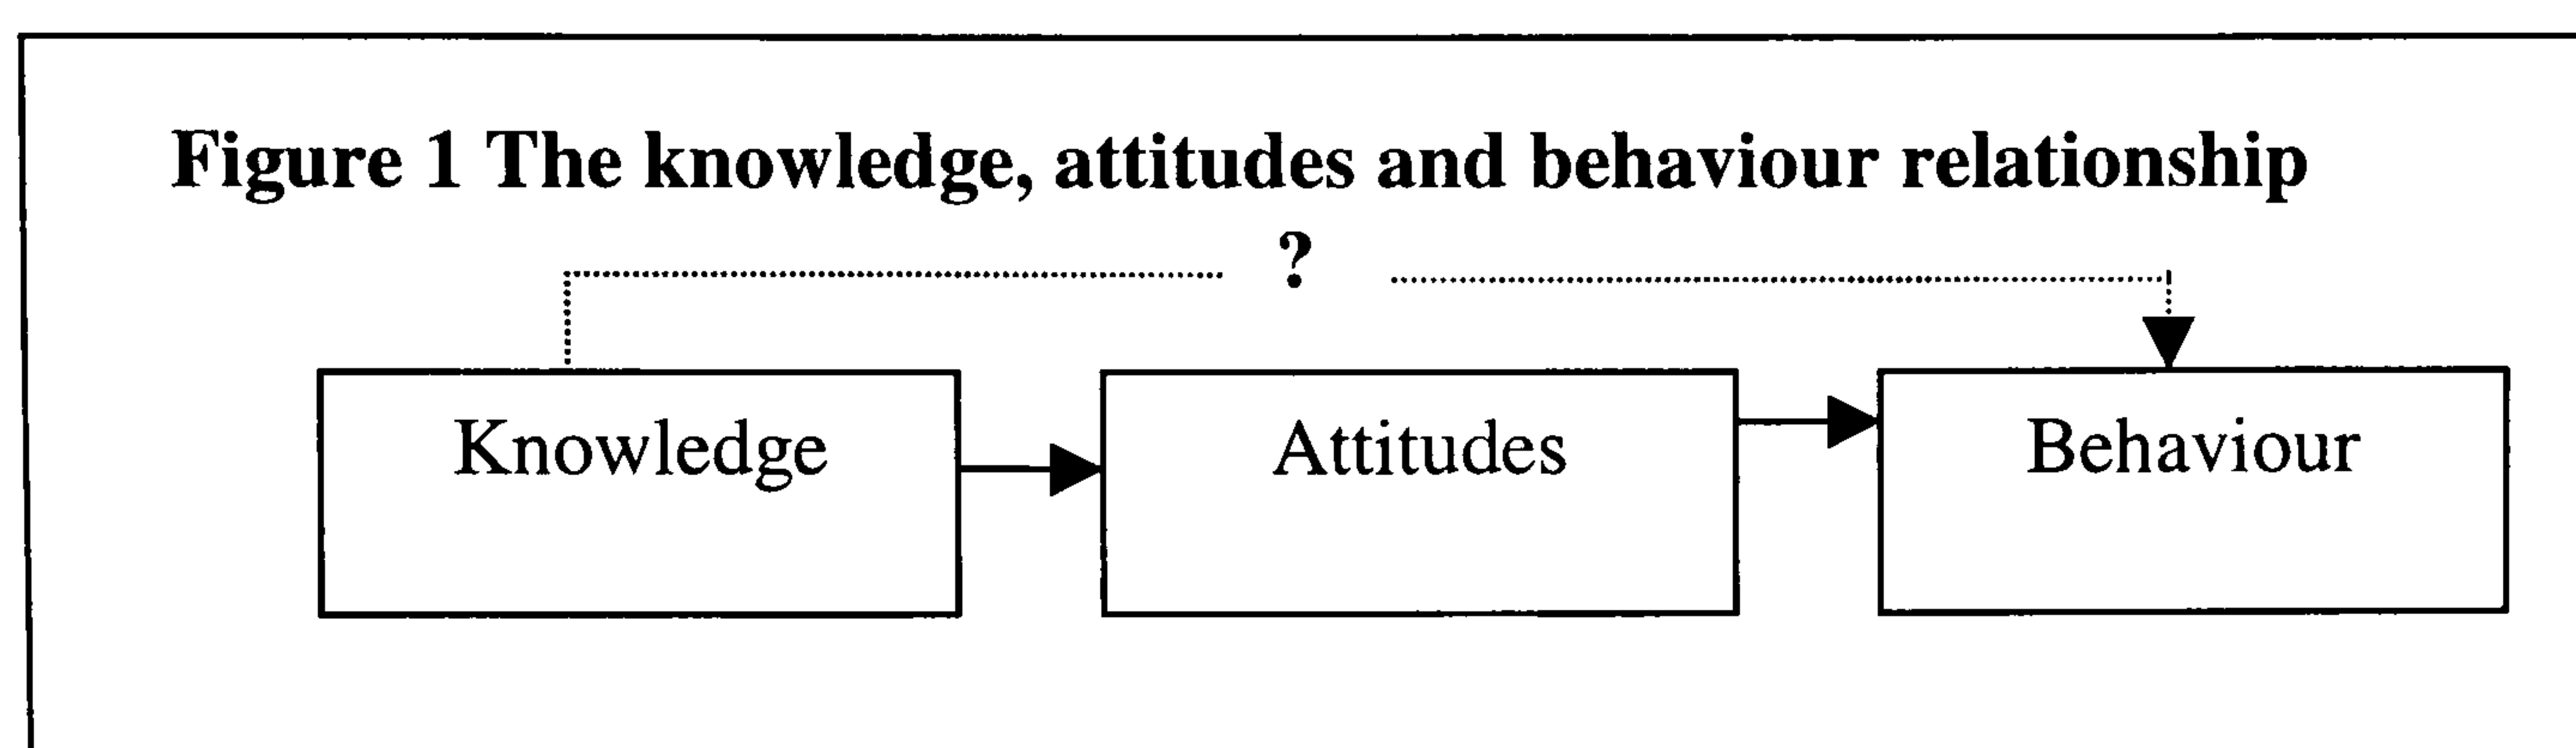 Figure 1 The knowledge, attitudes and behaviour relationship
?
Knowledge
Attitudes
Behaviour